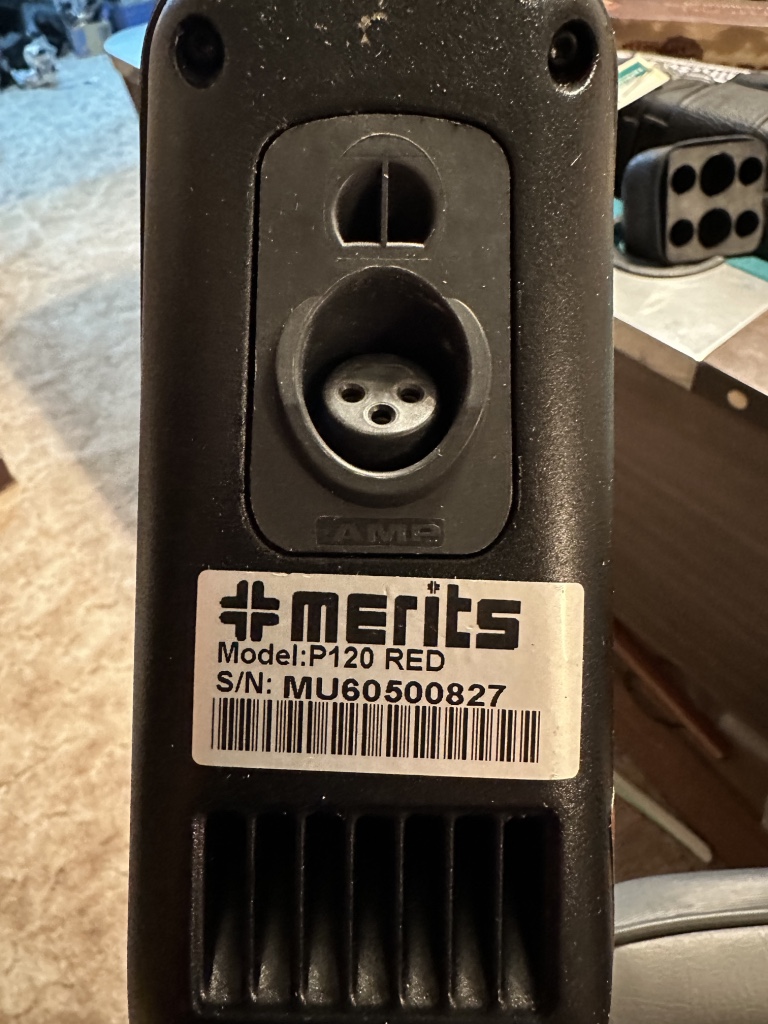 AMP
merits
Model:P120 RED
S/N: MU60500827